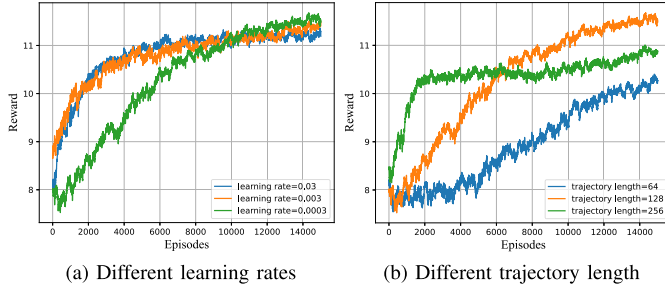 11
10
9
8
Reward
0 2000 4000 6000 8000 10000 12000 14000
Episodes
learning rate=0.03
learning rate=0.003
learning rate=0.0003
(a) Different learning rates
11
10
9
8
Reward
0 2000 4000 6000 8000 10000 12000 14000
Episodes
trajectory length=64
trajectory length=128
trajectory length=256
(b) Different trajectory length